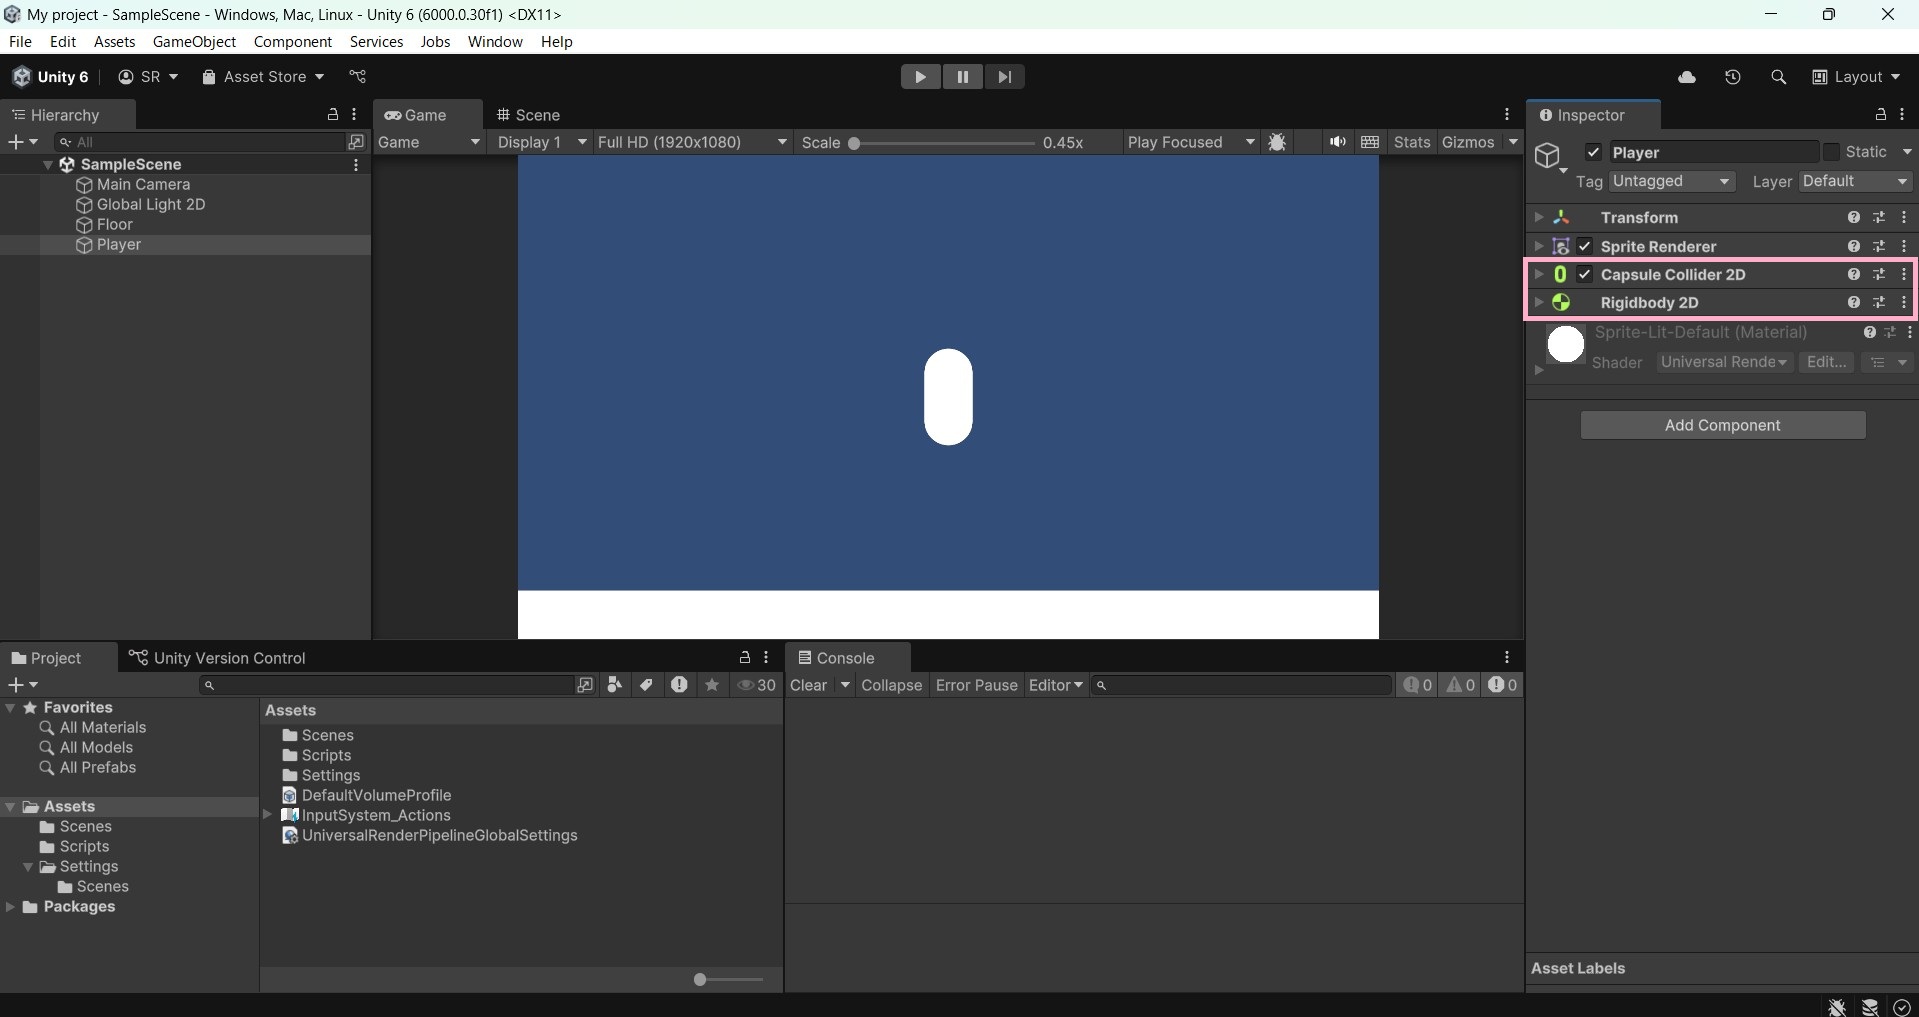 My project - SampleScene - Windows, Mac, Linux - Unity 6 (6000.0.30f1) <DX11>
File Edit Assets GameObject Component Services Jobs Window Help
Unity 6 SR Asset Store Layout
Hierarchy
All
SampleScene
Main Camera
Global Light 2D
Floor
Player
Game Scene
Game Display 1 Full HD (1920x1080) Scale 0.45x Play Focused Stats Gizmos
Inspector
Player Static
Tag Untagged Layer Default
Transform
Sprite Renderer
Capsule Collider 2D
Rigidbody 2D
Sprite-Lit-Default (Material)
Shader Universal Rende Edit...
Add Component
Project Unity Version Control
30
Favorites
All Materials
All Models
All Prefabs
Assets
Scenes
Scripts
Settings
Scenes
Packages
Assets
Scenes
Scripts
Settings
DefaultVolumeProfile
InputSystem_Actions
UniversalRenderPipelineGlobalSettings
Console
Clear Collapse Error Pause Editor 0 0 0
Asset Labels